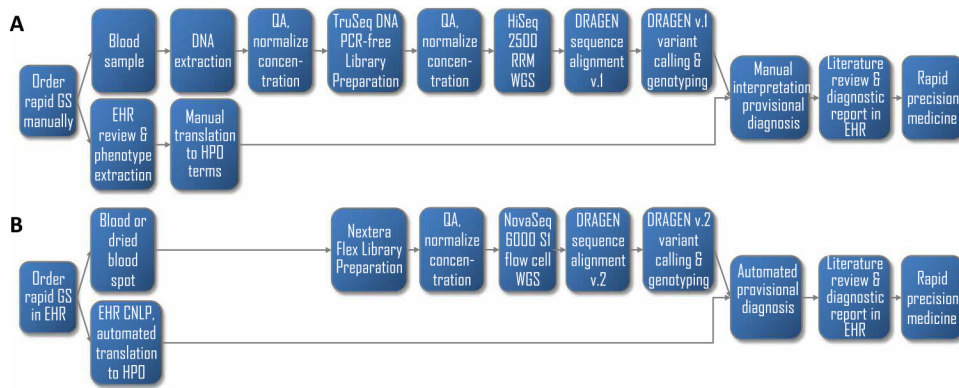 A
Order
rapid GS
manually
Blood
sample
DNA
extraction
QA,
normalize
concen-
tration
TruSeq DNA
PCR-free
Library
Preparation
QA,
normalize
concen-
tration
HiSeq
2500
RRM
WGS
DRAGEN
sequence
alignment
v.1
DRAGEN v.1
variant
calling &
genotyping
EHR
review &
phenotype
extraction
Manual
translation
to HPO
terms
Manual
interpretation
provisional
diagnosis
Literature
review &
diagnostic
report in
EHR
Rapid
precision
medicine
B
Order
rapid GS
in EHR
Blood or
dried
blood
spot
Nextera
Flex Library
Preparation
QA,
normalize
concen-
tration
NovaSeq
6000 S1
flow cell
WGS
DRAGEN
sequence
alignment
v.2
DRAGEN v.2
variant
calling &
genotyping
EHR CNLP,
automated
translation
to HPO
Automated
provisional
diagnosis
Literature
review &
diagnostic
report in
EHR
Rapid
precision
medicine